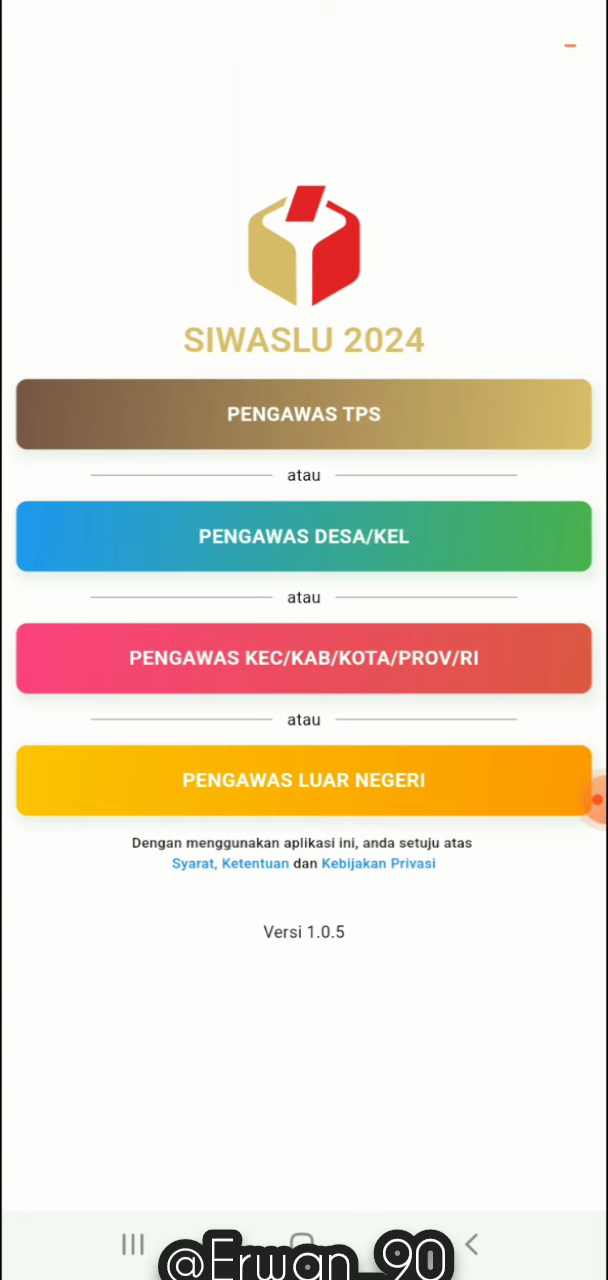 SIWASLU 2024
PENGAWAS TPS
atau
PENGAWAS DESA/KEL
atau
PENGAWAS KEC/KAB/KOTA/PROV/RI
atau
PENGAWAS LUAR NEGERI
Dengan menggunakan aplikasi ini, anda setuju atas
Syarat, Ketentuan dan Kebijakan Privasi
Versi 1.0.5
@Erwan_90